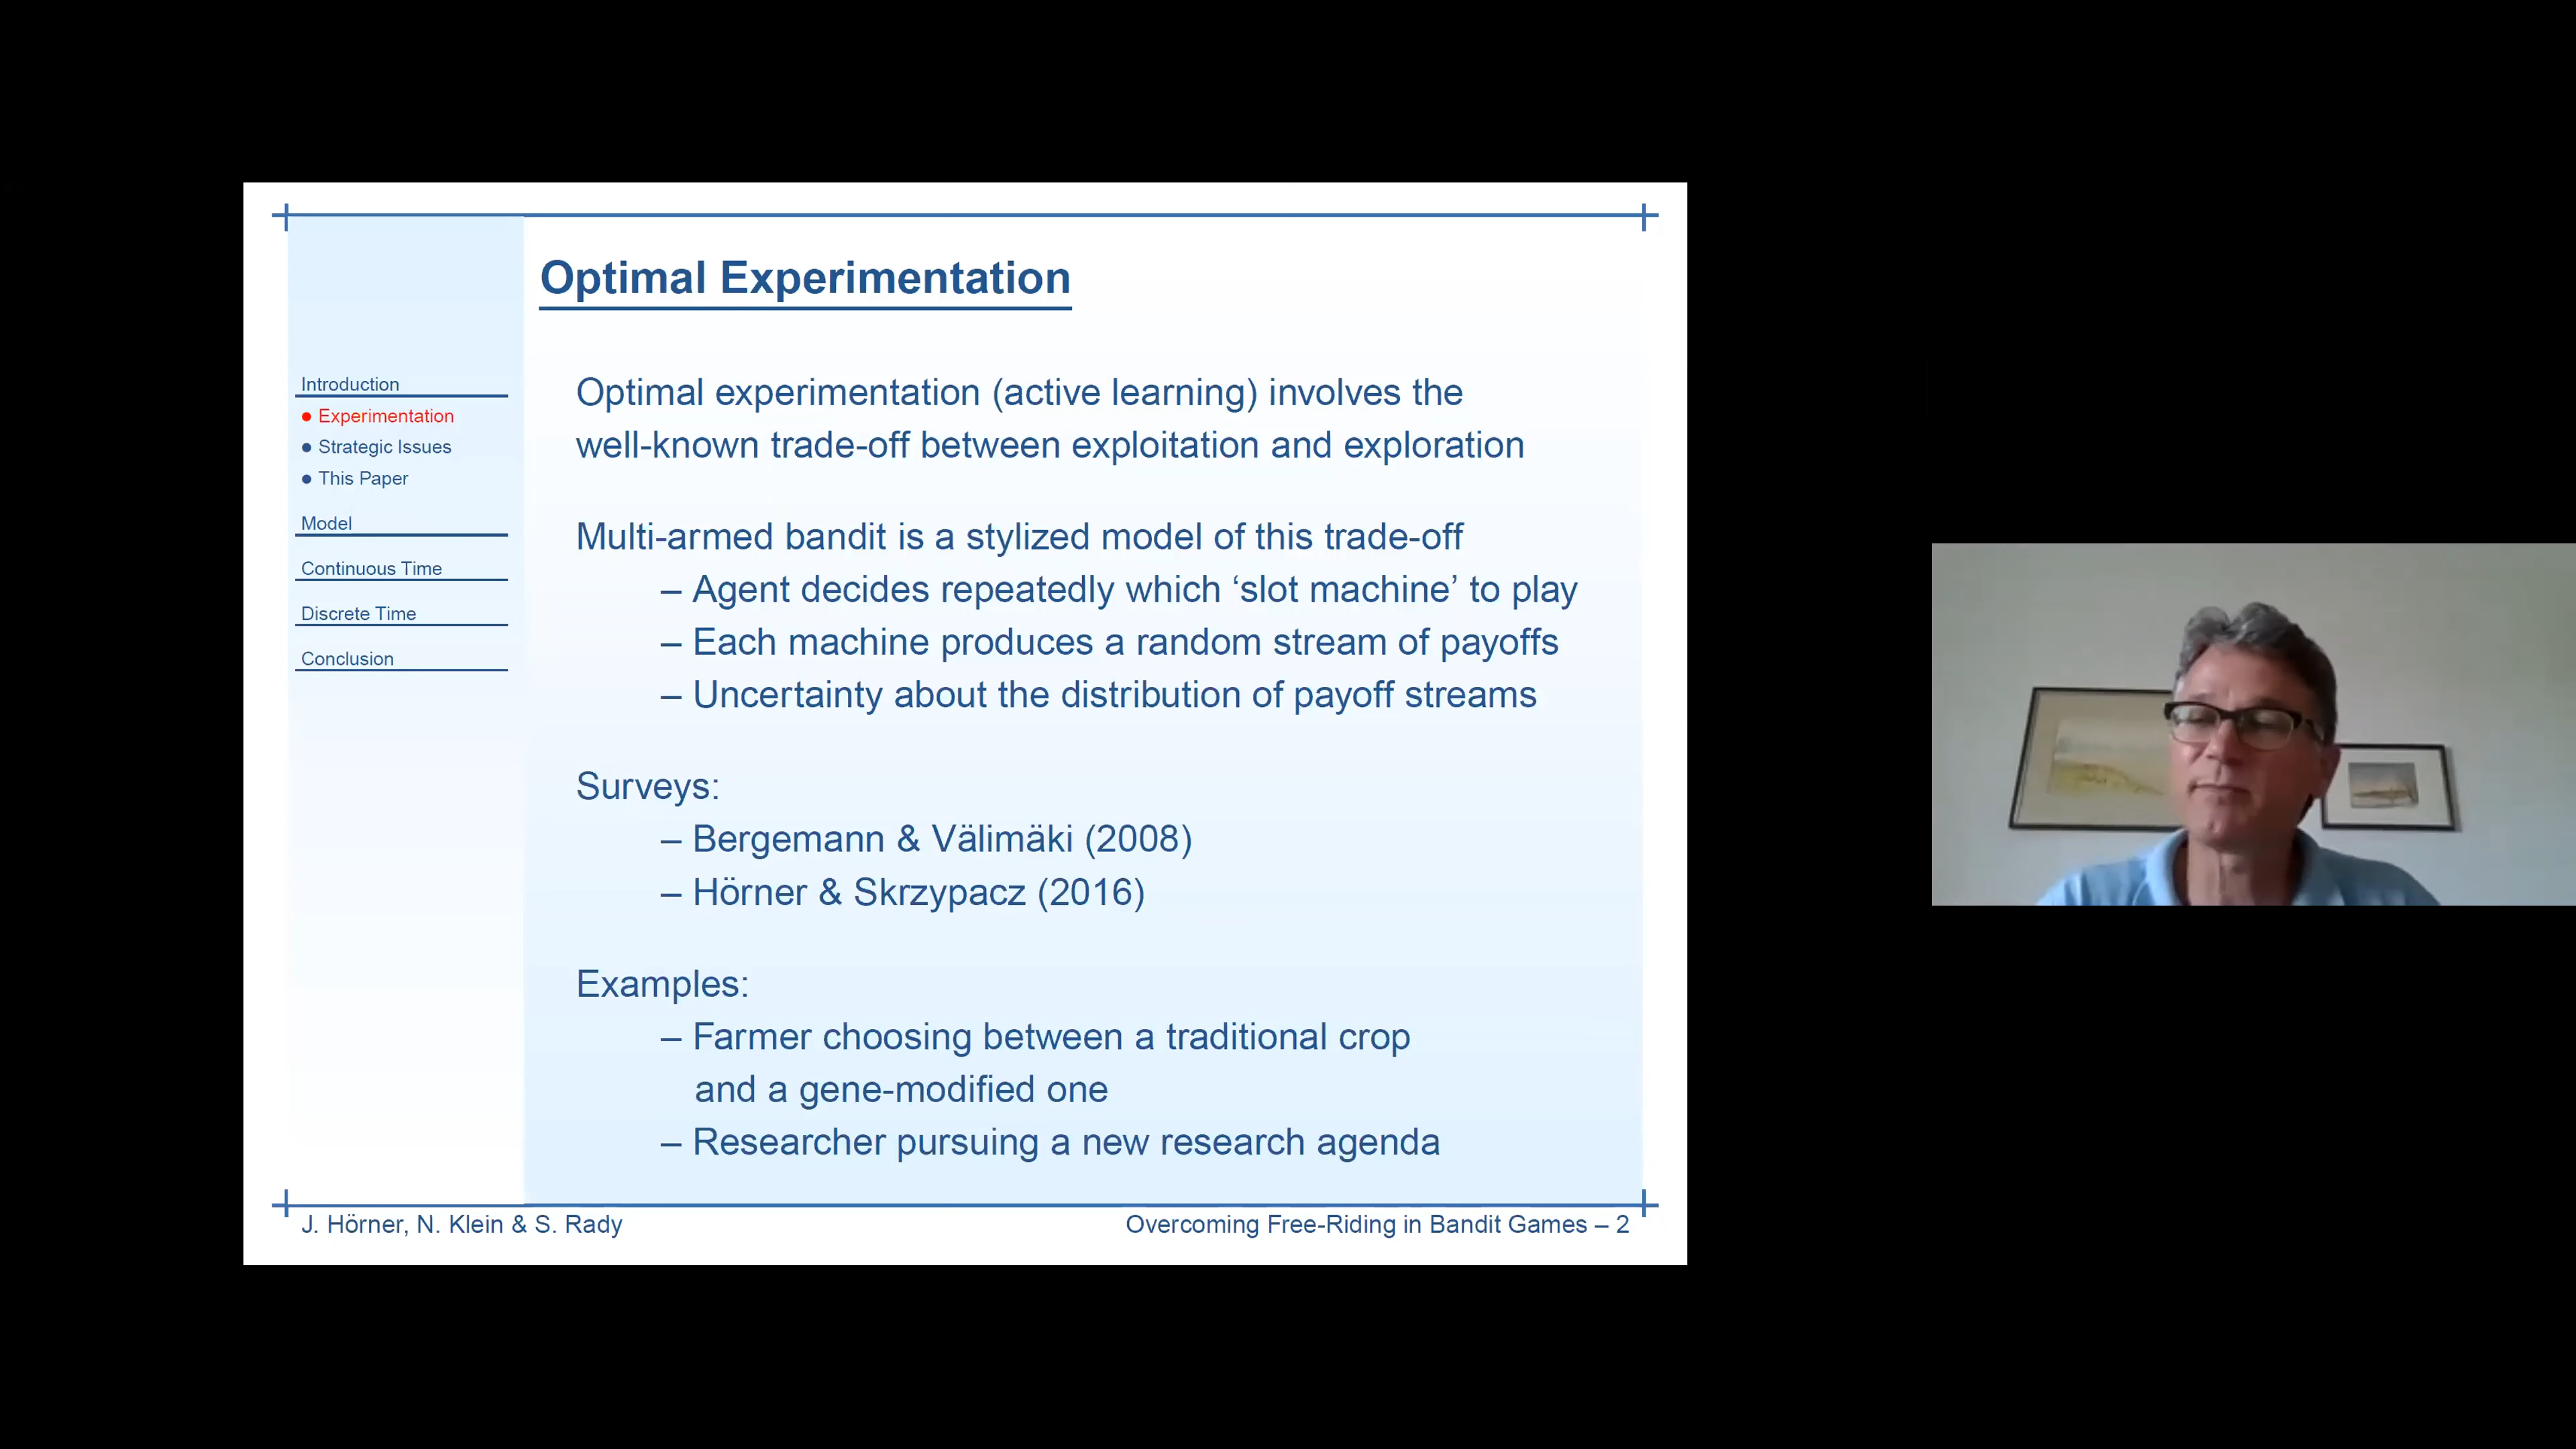 Optimal Experimentation
Introduction
● Experimentation
● Strategic Issues
● This Paper
Model
Continuous Time
Discrete Time
Conclusion
Optimal experimentation (active learning) involves the
well-known trade-off between exploitation and exploration
Multi-armed bandit is a stylized model of this trade-off
– Agent decides repeatedly which ‘slot machine’ to play
– Each machine produces a random stream of payoffs
– Uncertainty about the distribution of payoff streams
Surveys:
– Bergemann & Välimäki (2008)
– Hörner & Skrzypacz (2016)
Examples:
– Farmer choosing between a traditional crop
and a gene-modified one
– Researcher pursuing a new research agenda
J. Hörner, N. Klein & S. Rady
Overcoming Free-Riding in Bandit Games – 2